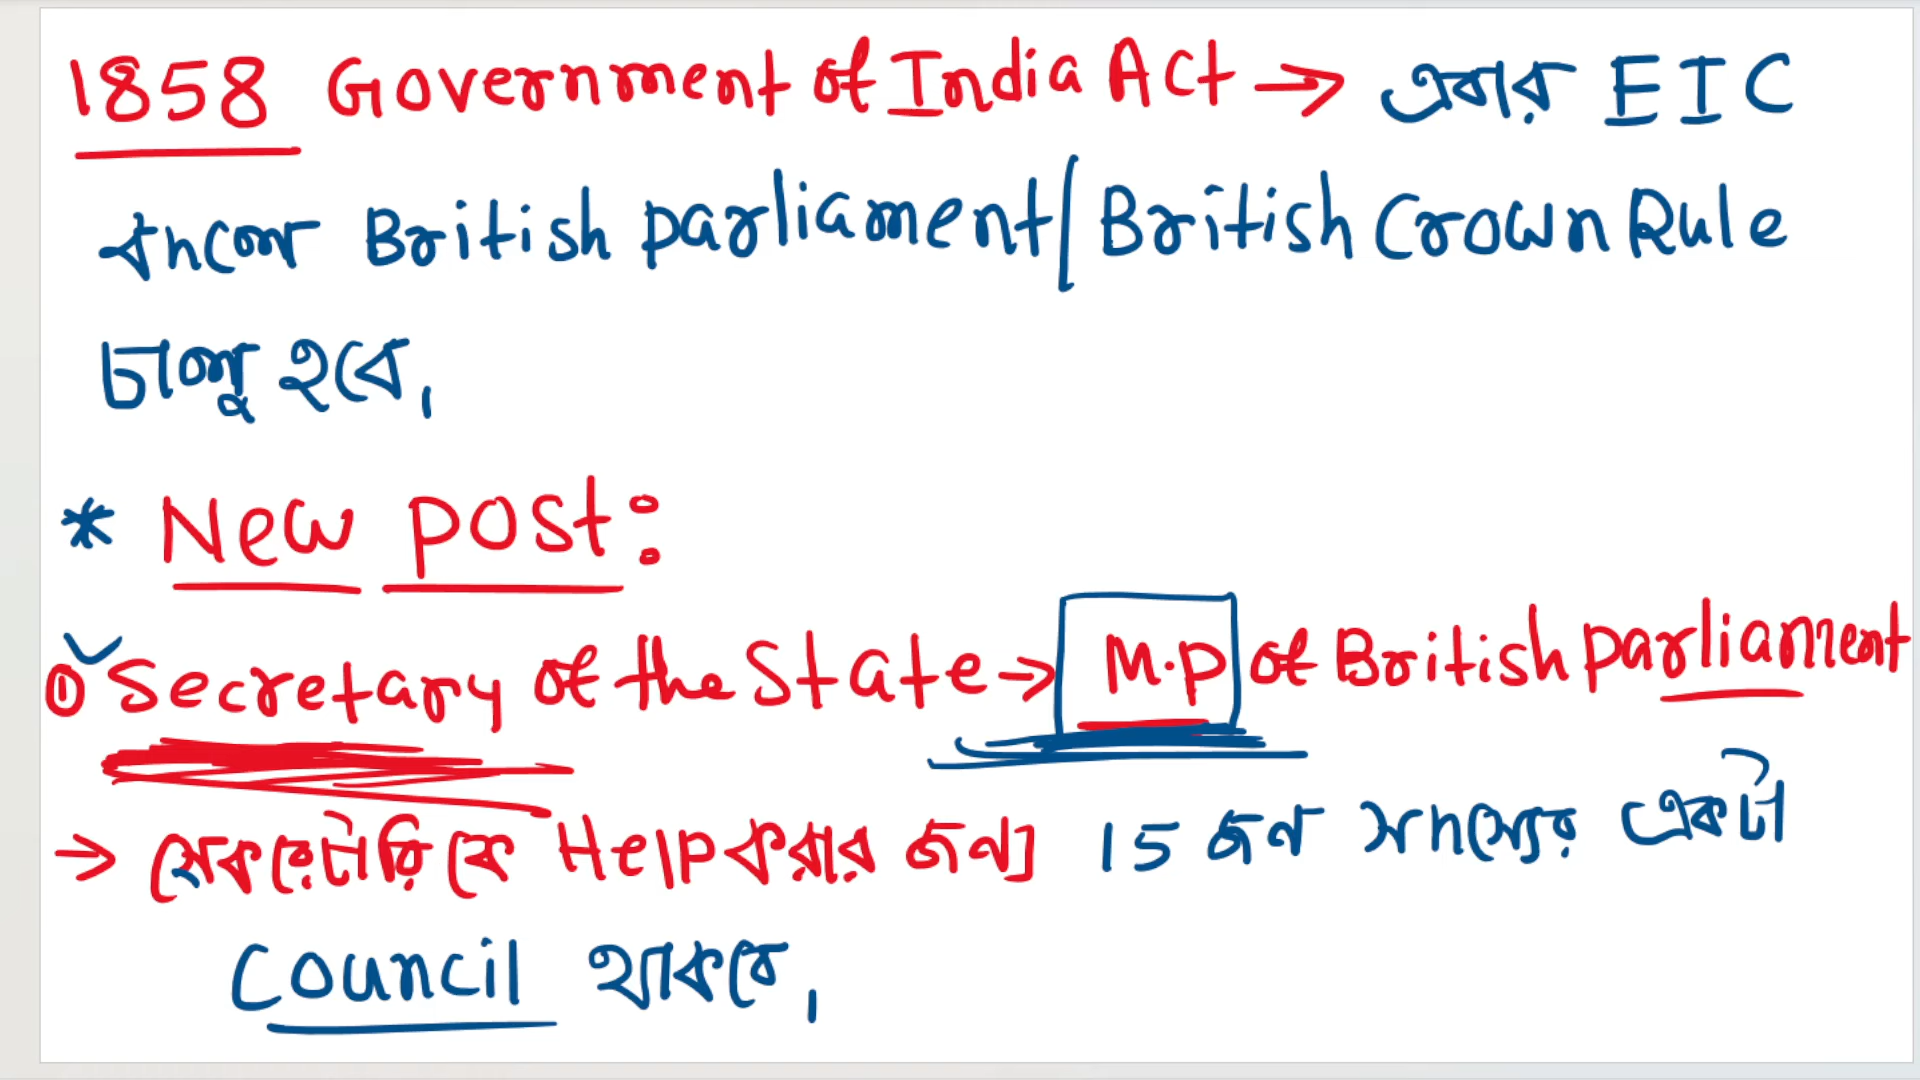 1858 Government of India Act → এবার EIC
বদলে British parliament/British Crown Rule
চালু হবে,
* New post:
① Secretary of the State → M.P of British parliament
→ সেক্রেটারি কে Help করার জন্য 15 জন সদস্যের একটা
Council থাকবে,